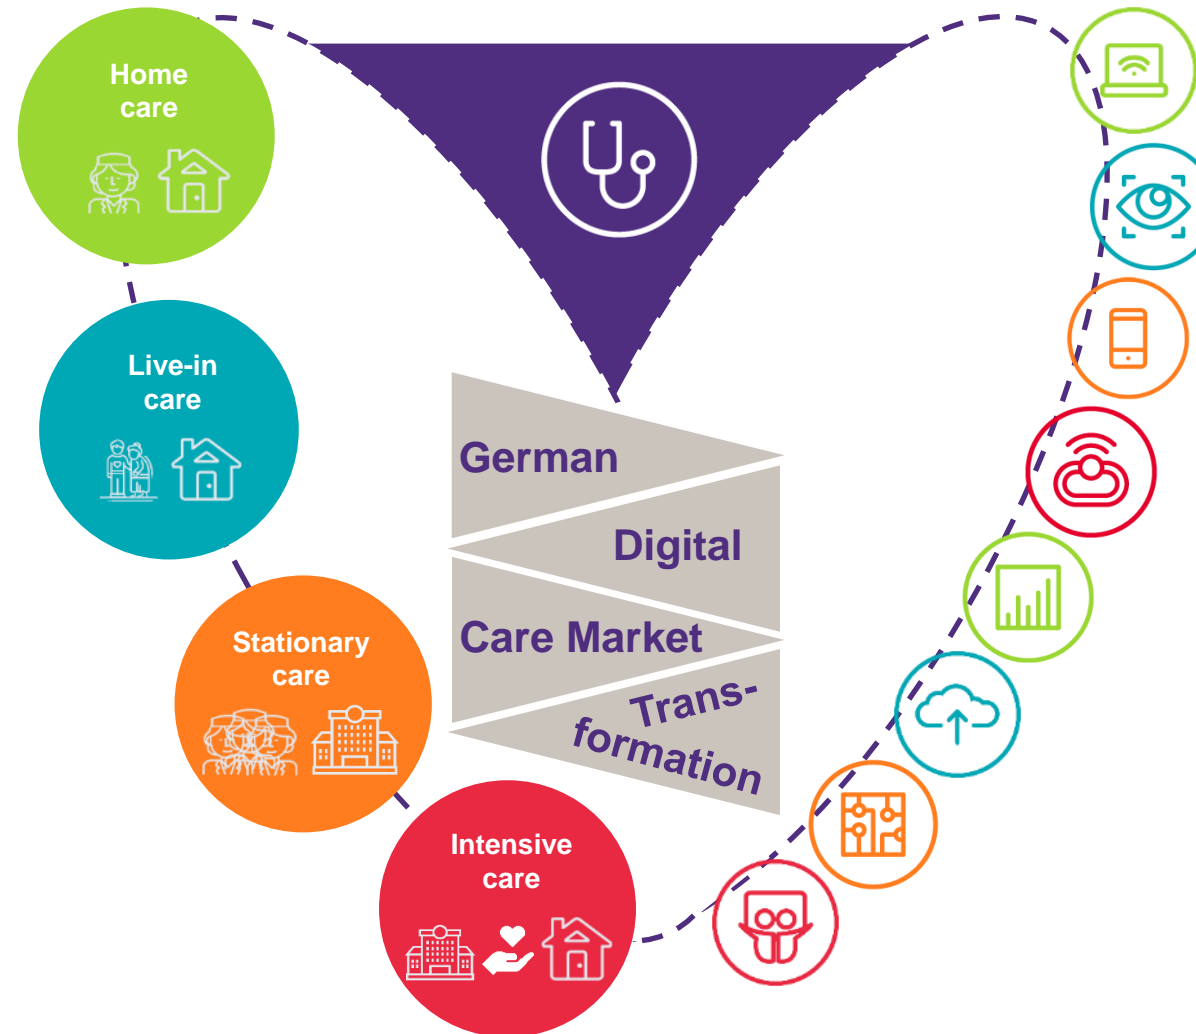 Home
care
Live-in
care
Stationary
care
Intensive
care
German
Digital
Care Market
Trans-
formation